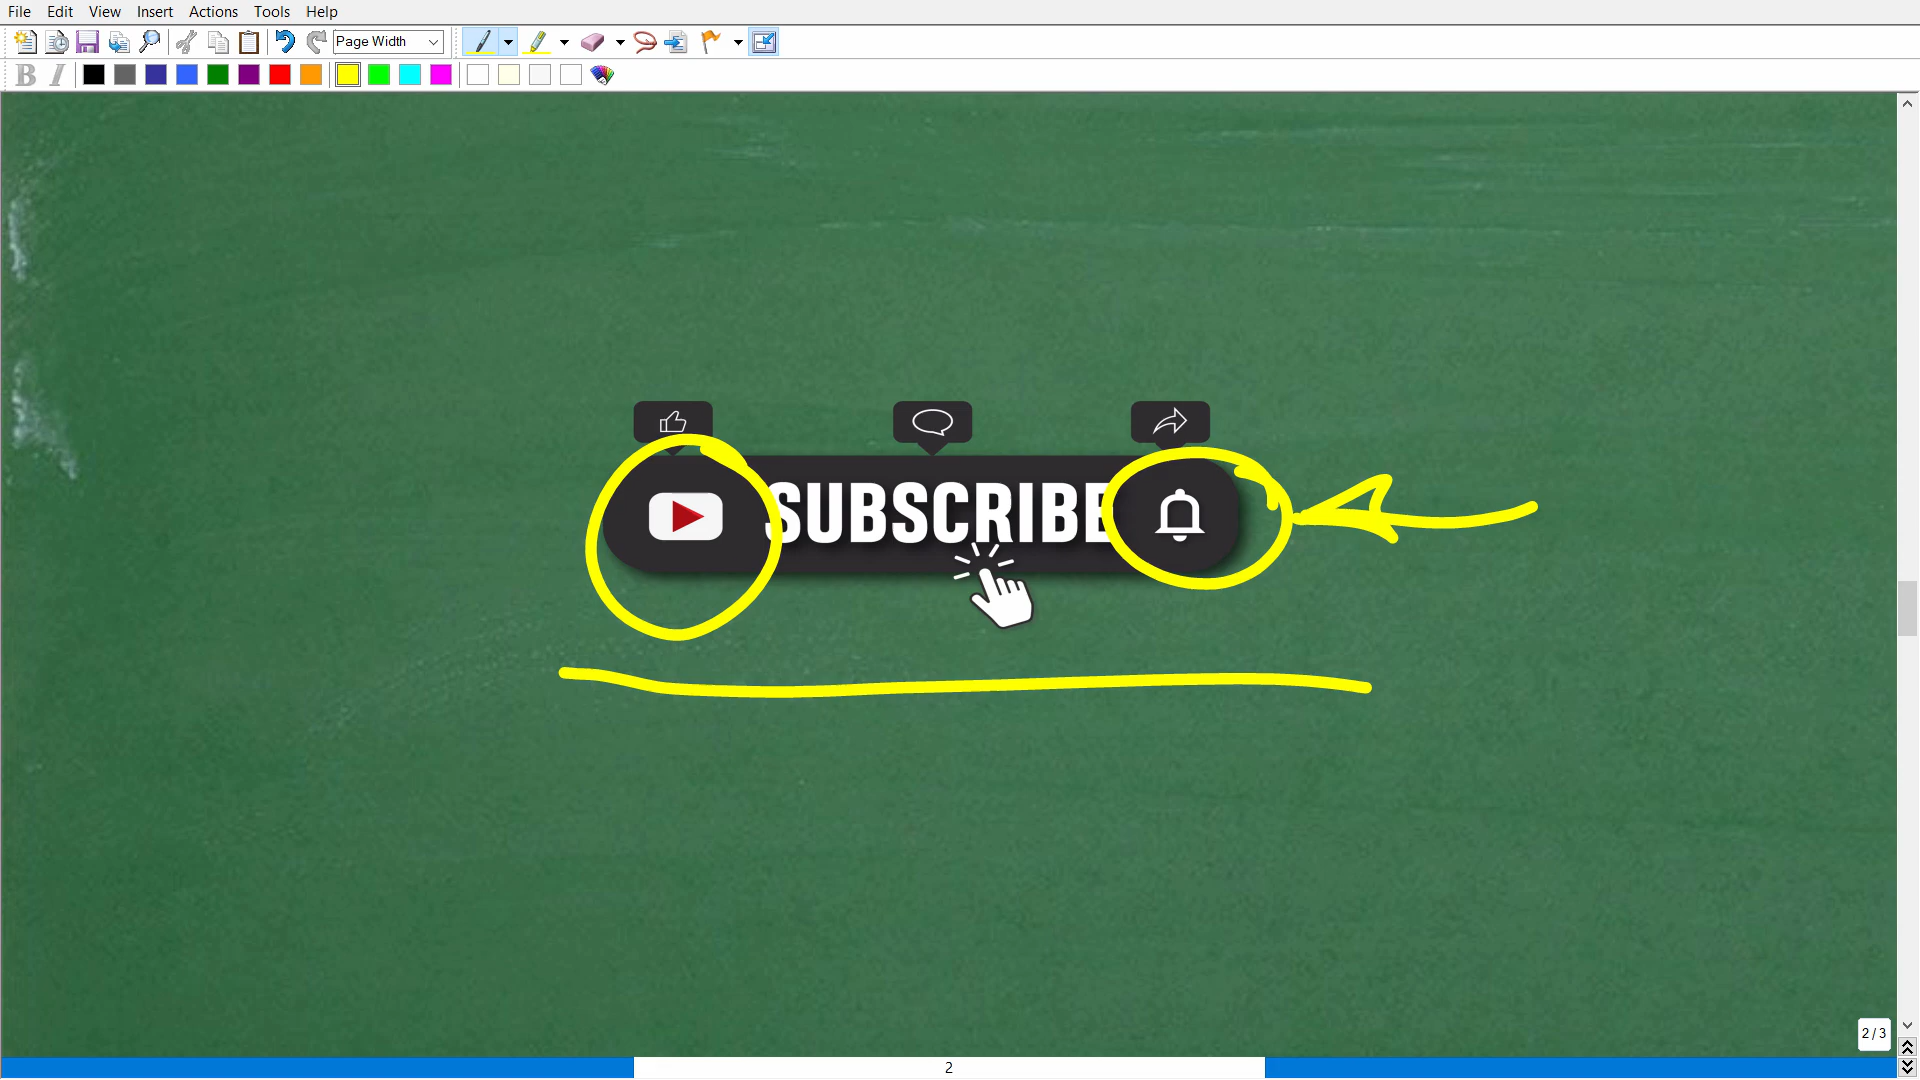 File Edit View Insert Actions Tools Help
Page Width
B I
SUBSCRIBE
2 / 3
2